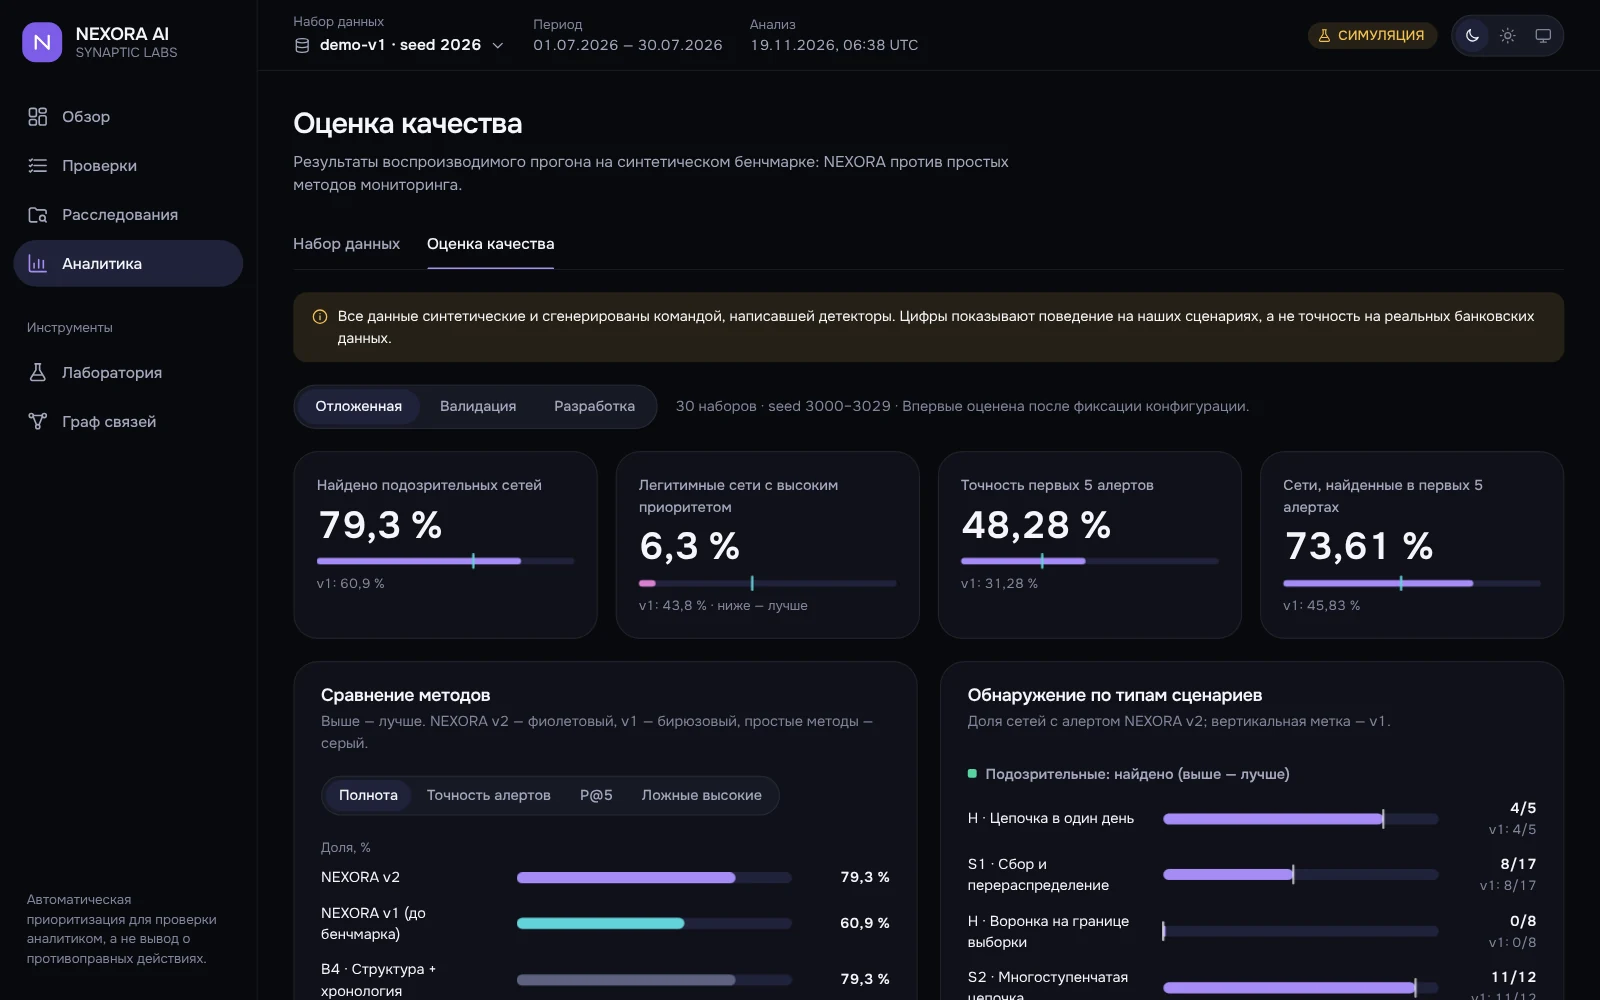 NEXORA AI
SYNAPTIC LABS
Обзор
Проверки
Расследования
Аналитика
Инструменты
Лаборатория
Граф связей
Автоматическая
приоритизация для проверки
аналитиком, а не вывод о
противоправных действиях.
Набор данных
demo-v1 · seed 2026
Период
01.07.2026 — 30.07.2026
Анализ
19.11.2026, 06:38 UTC
СИМУЛЯЦИЯ
Оценка качества
Результаты воспроизводимого прогона на синтетическом бенчмарке: NEXORA против простых
методов мониторинга.
Набор данных
Оценка качества
Все данные синтетические и сгенерированы командой, написавшей детекторы. Цифры показывают поведение на наших сценариях, а не точность на реальных банковских
данных.
Отложенная
Валидация
Разработка
30 наборов · seed 3000–3029 · Впервые оценена после фиксации конфигурации.
Найдено подозрительных сетей
79,3 %
v1: 60,9 %
Легитимные сети с высоким
приоритетом
6,3 %
v1: 43,8 % · ниже — лучше
Точность первых 5 алертов
48,28 %
v1: 31,28 %
Сети, найденные в первых 5
алертах
73,61 %
v1: 45,83 %
Сравнение методов
Выше — лучше. NEXORA v2 — фиолетовый, v1 — бирюзовый, простые методы —
серый.
Полнота
Точность алертов
P@5
Ложные высокие
Доля, %
NEXORA v2
79,3 %
NEXORA v1 (до
бенчмарка)
60,9 %
B4 · Структура +
хронология
79,3 %
Обнаружение по типам сценариев
Доля сетей с алертом NEXORA v2; вертикальная метка — v1.
Подозрительные: найдено (выше — лучше)
H · Цепочка в один день
4/5
v1: 4/5
S1 · Сбор и
перераспределение
8/17
v1: 8/17
H · Воронка на границе
выборки
0/8
v1: 0/8
S2 · Многоступенчатая
цепочка
11/12
v1: 11/12